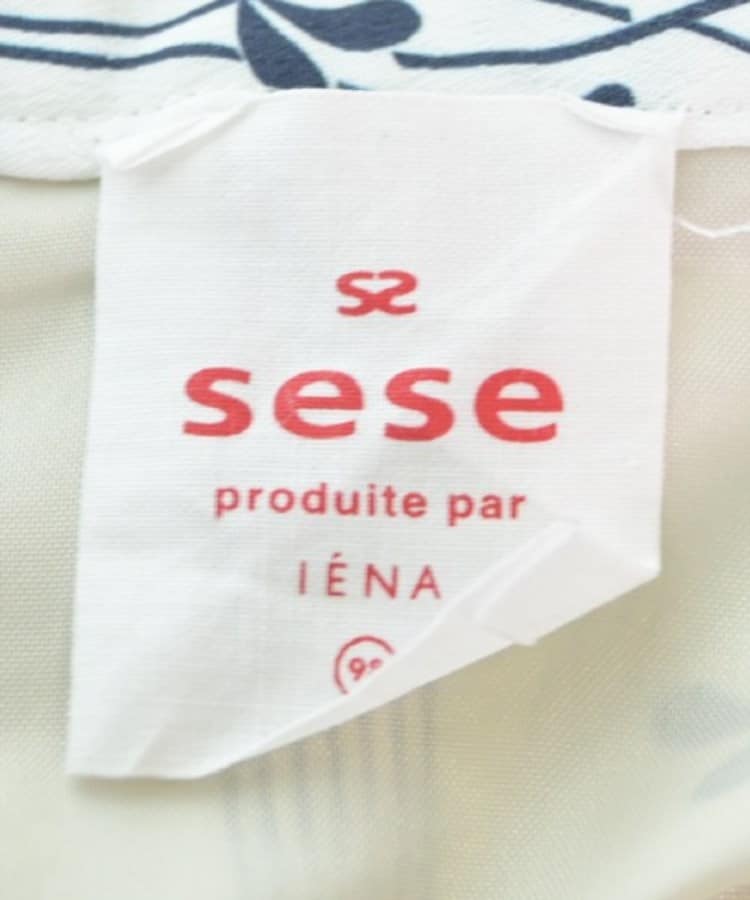 sese
produite par
IÉNA